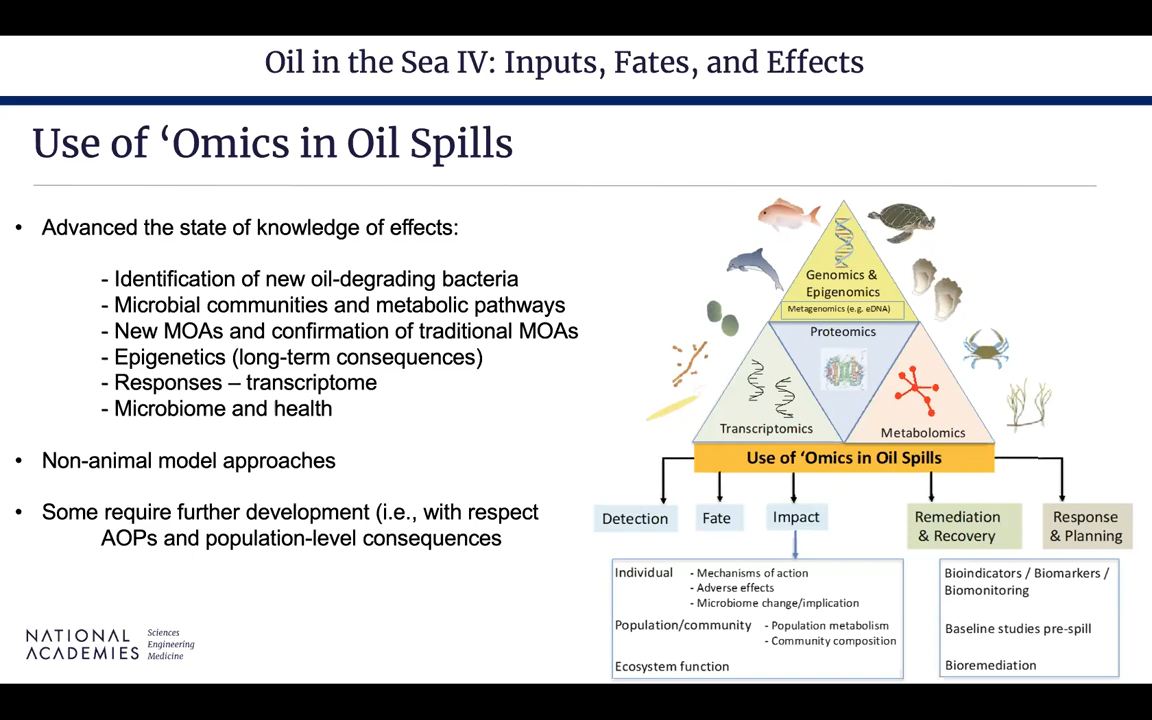 Oil in the Sea IV: Inputs, Fates, and Effects
Use of ‘Omics in Oil Spills
• Advanced the state of knowledge of effects:
- Identification of new oil-degrading bacteria
- Microbial communities and metabolic pathways
- New MOAs and confirmation of traditional MOAs
- Epigenetics (long-term consequences)
- Responses – transcriptome
- Microbiome and health
• Non-animal model approaches
• Some require further development (i.e., with respect
AOPs and population-level consequences
NATIONAL
ACADEMIES
Sciences
Engineering
Medicine
Genomics &
Epigenomics
Metagenomics (e.g. eDNA)
Proteomics
Transcriptomics
Metabolomics
Use of ‘Omics in Oil Spills
Detection
Fate
Impact
Remediation
& Recovery
Response
& Planning
Individual
- Mechanisms of action
- Adverse effects
- Microbiome change/implication
Population/community
- Population metabolism
- Community composition
Ecosystem function
Bioindicators / Biomarkers /
Biomonitoring
Baseline studies pre-spill
Bioremediation